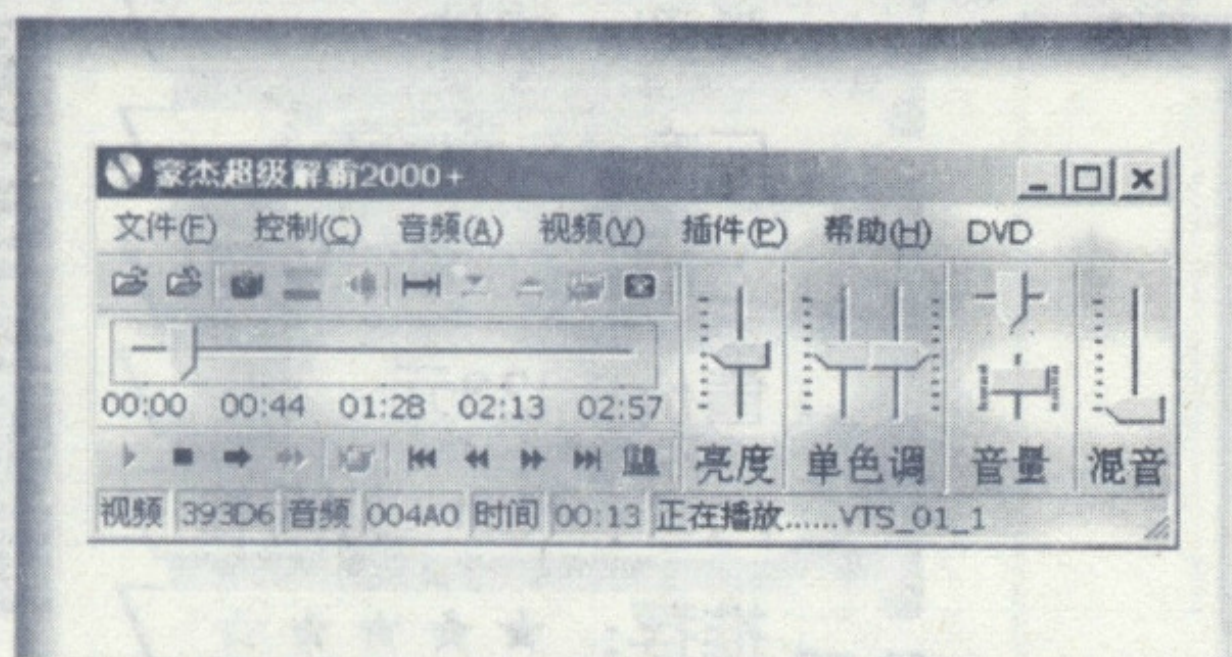 豪杰超级解霸2000+
文件(F) 控制(C) 音频(A) 视频(V) 插件(P) 帮助(H) DVD
00:00 00:44 01:28 02:13 02:57
亮度 单色调 音量 混音
视频 393D6 音频 004A0 时间 00:13 正在播放......VTS_01_1